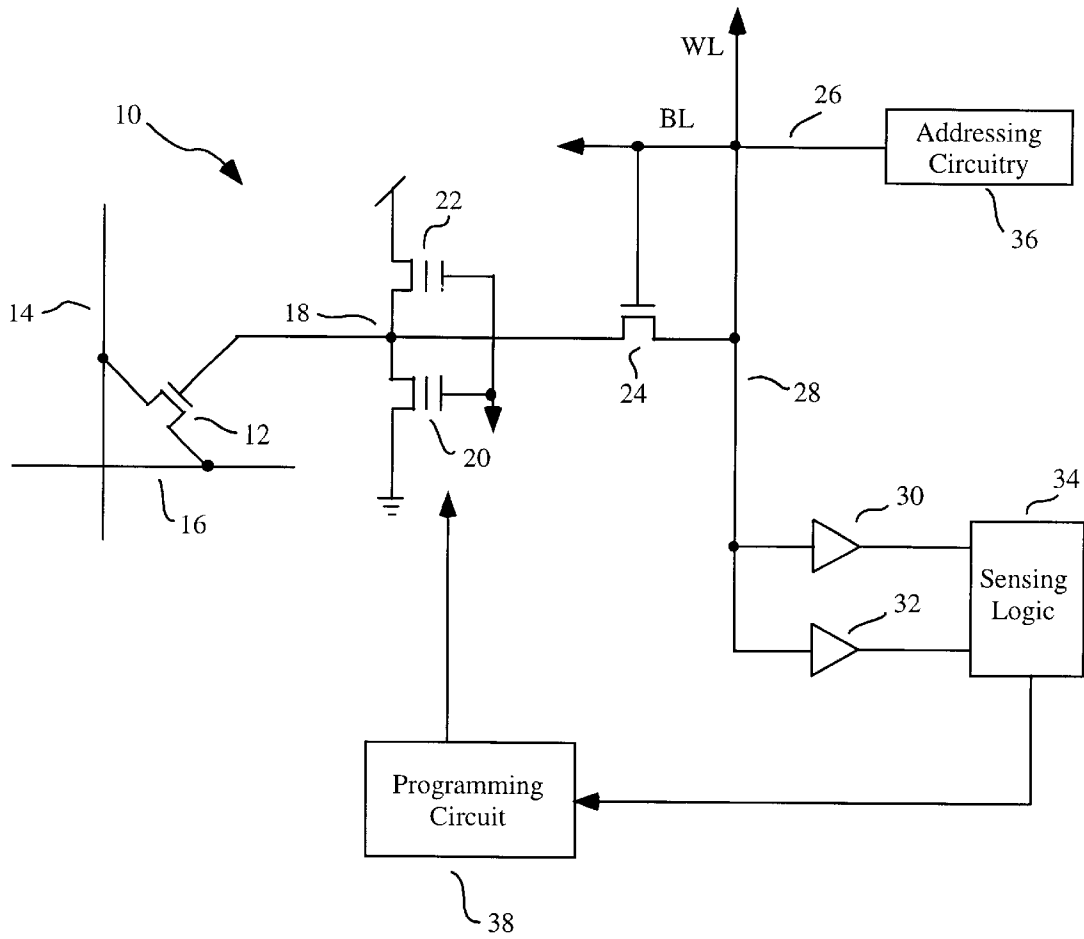 WL
26
10
BL
Addressing
Circuitry
22
36
14
18
24
28
12
20
16
30
34
Sensing
Logic
32
Programming
Circuit
38